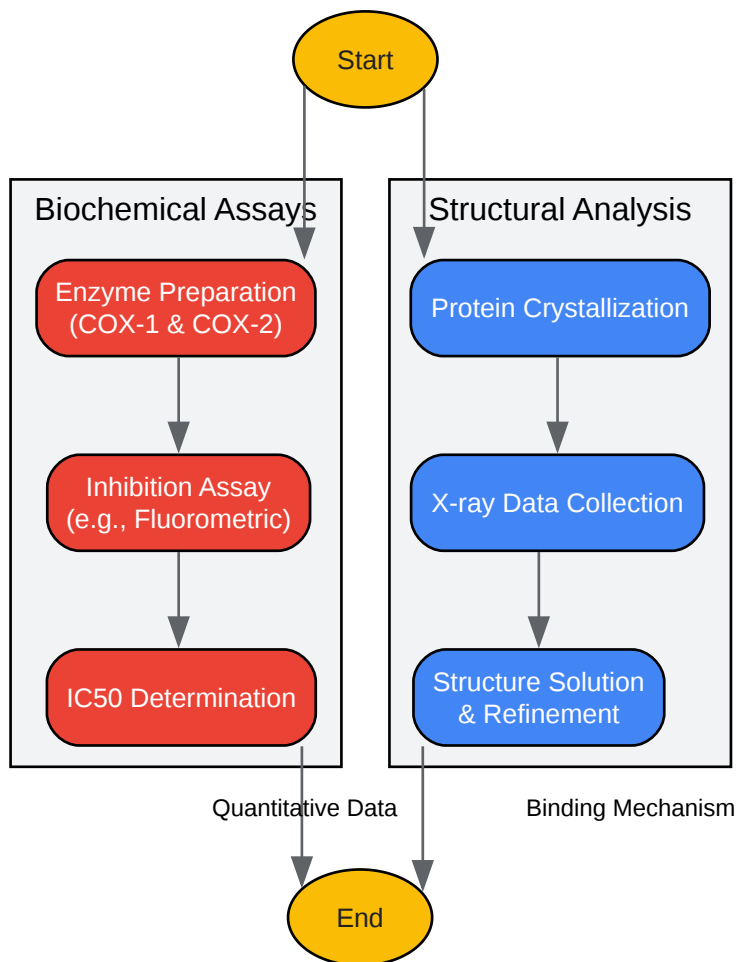 Start
Biochemical Assays
Enzyme Preparation
(COX-1 & COX-2)
Inhibition Assay
(e.g., Fluorometric)
IC50 Determination
Quantitative Data
Structural Analysis
Protein Crystallization
X-ray Data Collection
Structure Solution
& Refinement
Binding Mechanism
End